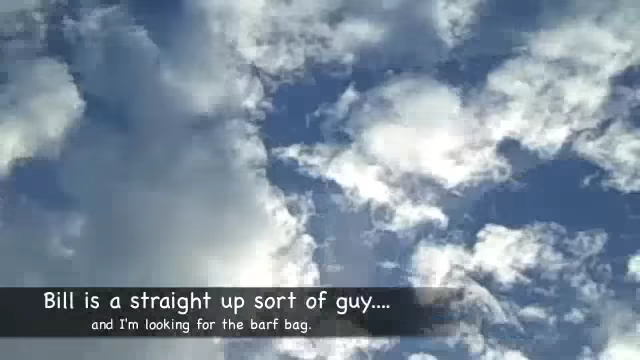 Bill is a straight up sort of guy....
and I'm looking for the barf bag.